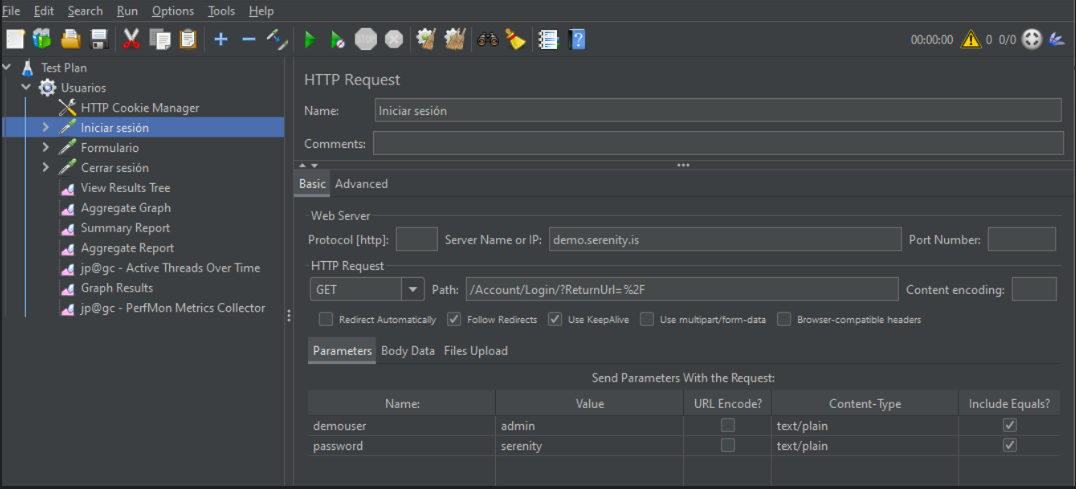 File Edit Search Run Options Tools Help
00:00:00 0 0/0
Test Plan
Usuarios
HTTP Cookie Manager
Iniciar sesión
Formulario
Cerrar sesión
View Results Tree
Aggregate Graph
Summary Report
Aggregate Report
jp@gc - Active Threads Over Time
Graph Results
jp@gc - PerfMon Metrics Collector
HTTP Request
Name: Iniciar sesión
Comments:
Basic Advanced
Web Server
Protocol [http]: Server Name or IP: demo.serenity.is Port Number:
HTTP Request
GET Path: /Account/Login/?ReturnUrl=%2F Content encoding:
Redirect Automatically Follow Redirects Use KeepAlive Use multipart/form-data Browser-compatible headers
Parameters Body Data Files Upload
Send Parameters With the Request:
Name: Value URL Encode? Content-Type Include Equals?
demouser admin text/plain
password serenity text/plain